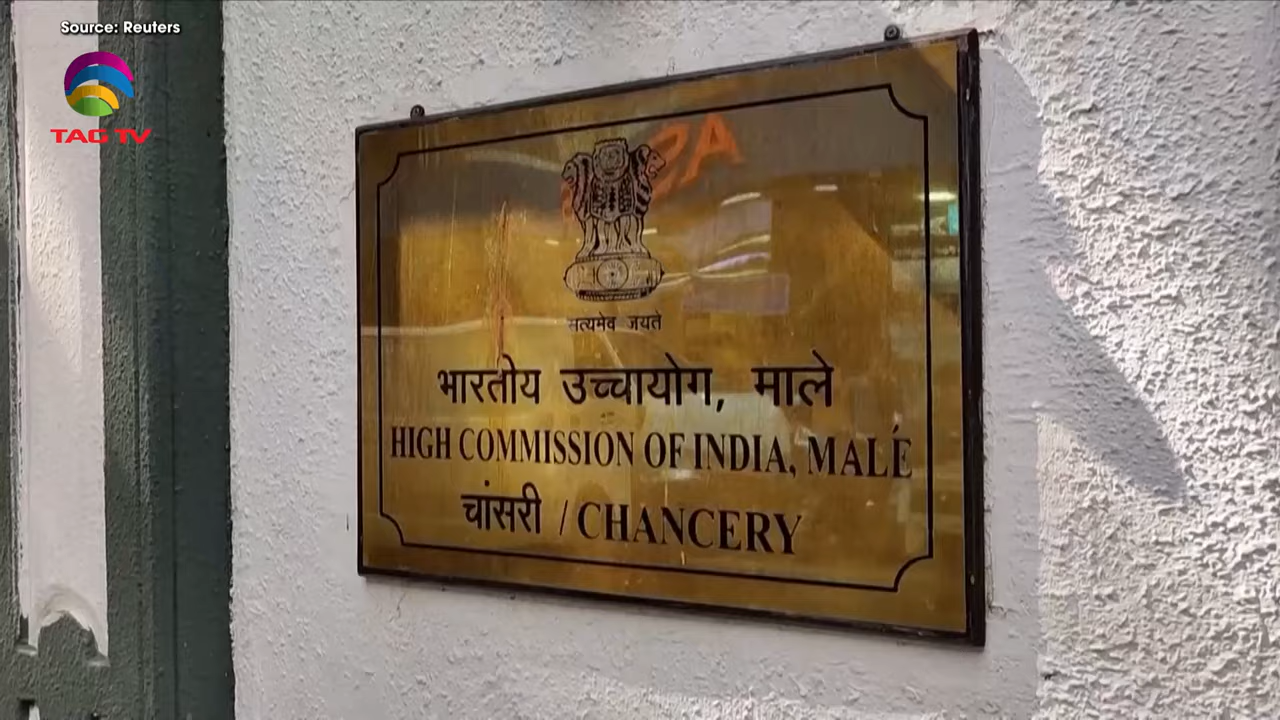 Source: Reuters
TAG TV
सत्यमेव जयते
भारतीय उच्चायोग, माले
HIGH COMMISSION OF INDIA, MALÉ
चांसरी / CHANCERY